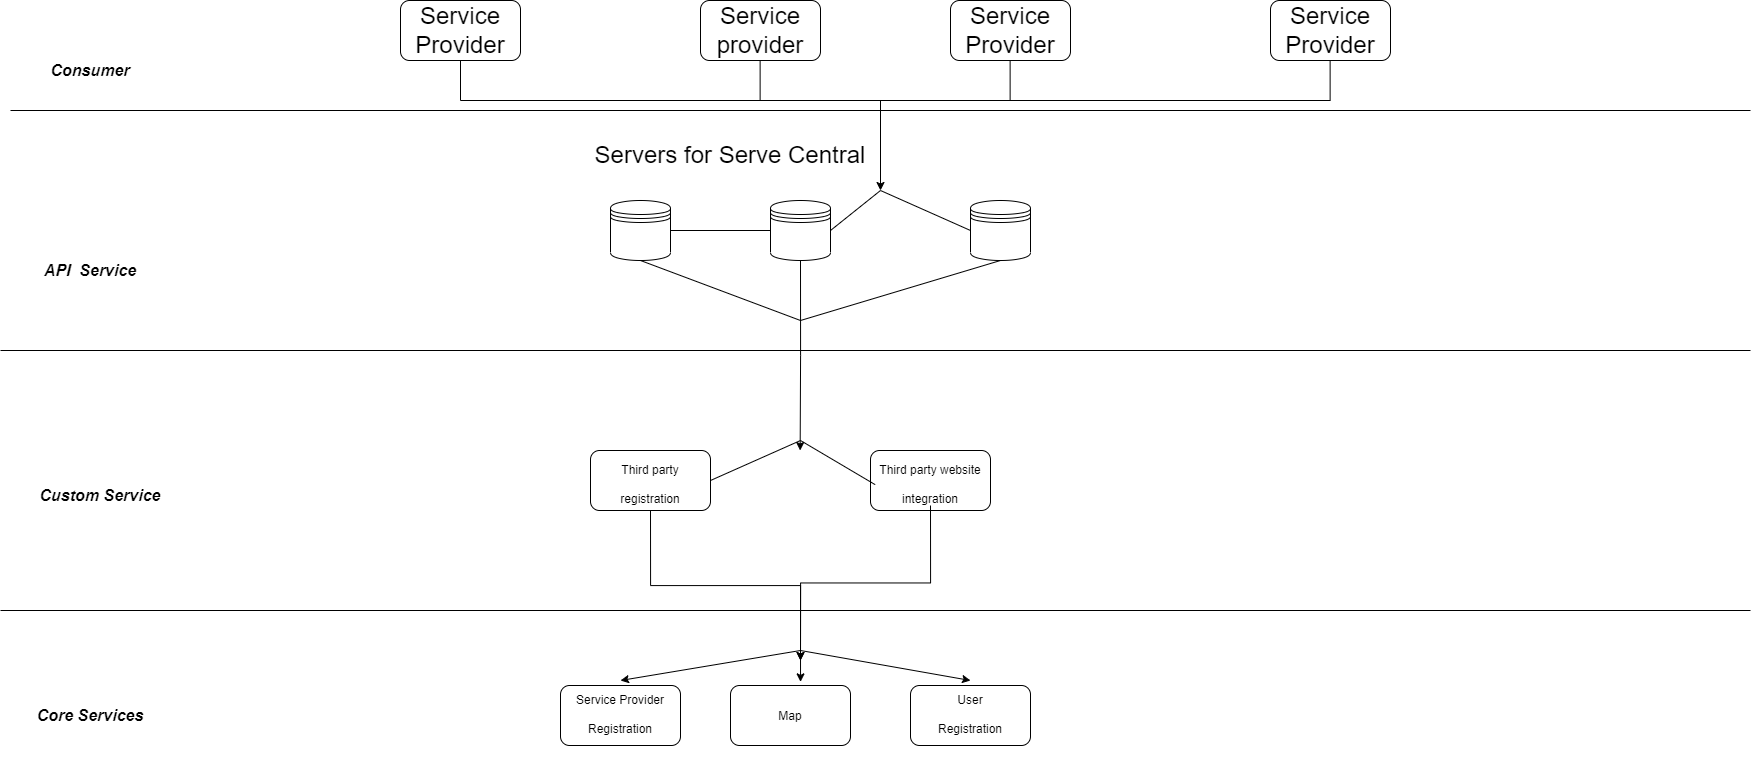 Service
Provider
Service
provider
Service
Provider
Service
Provider
Consumer
Servers for Serve Central
API  Service
Third party
registration
Third party website
integration
Custom Service
Service Provider
Registration
Map
User
Registration
Core Services